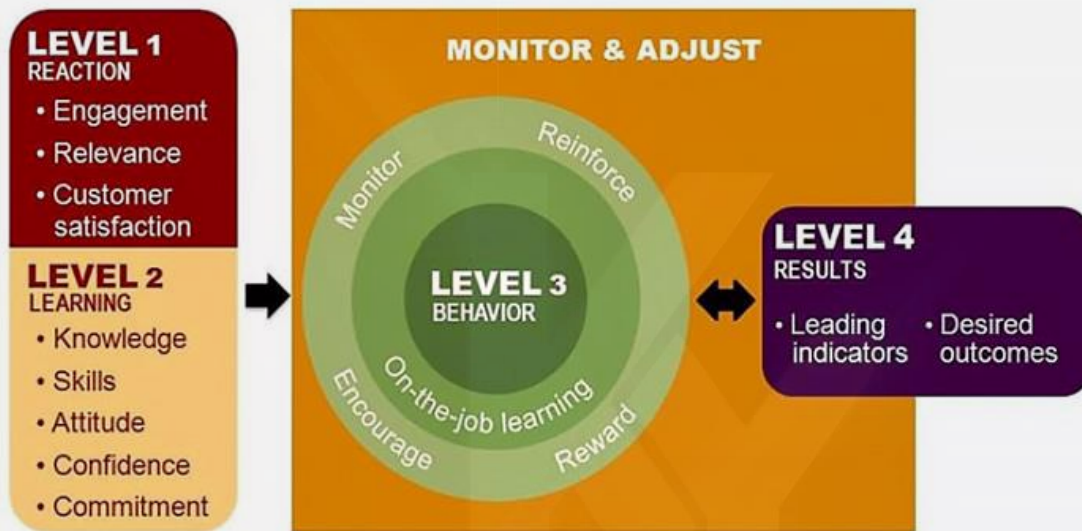 LEVEL 1
REACTION
• Engagement
• Relevance
• Customer
satisfaction
LEVEL 2
LEARNING
• Knowledge
• Skills
• Attitude
• Confidence
• Commitment
MONITOR & ADJUST
Monitor
Reinforce
LEVEL 3
BEHAVIOR
On-the-job learning
Encourage
Reward
LEVEL 4
RESULTS
• Leading
indicators
• Desired
outcomes